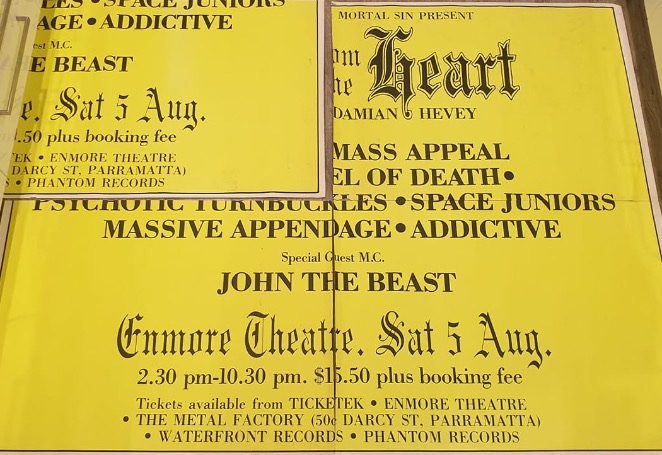 LES • SPACE JUNIORS
AGE • ADDICTIVE
est M.C.
E BEAST
e. Sat 5 Aug.
.50 plus booking fee
TEK • ENMORE THEATRE
DARCY ST, PARRAMATTA)
S • PHANTOM RECORDS
MORTAL SIN PRESENT
om
he Heart
DAMIAN HEVEY
MASS APPEAL
EL OF DEATH •
PSYCHOTIC TURNBUCKLES • SPACE JUNIORS
MASSIVE APPENDAGE • ADDICTIVE
Special Guest M.C.
JOHN THE BEAST
Enmore Theatre. Sat 5 Aug.
2.30 pm-10.30 pm. $15.50 plus booking fee
Tickets available from TICKETEK • ENMORE THEATRE
• THE METAL FACTORY (50c DARCY ST, PARRAMATTA)
• WATERFRONT RECORDS • PHANTOM RECORDS